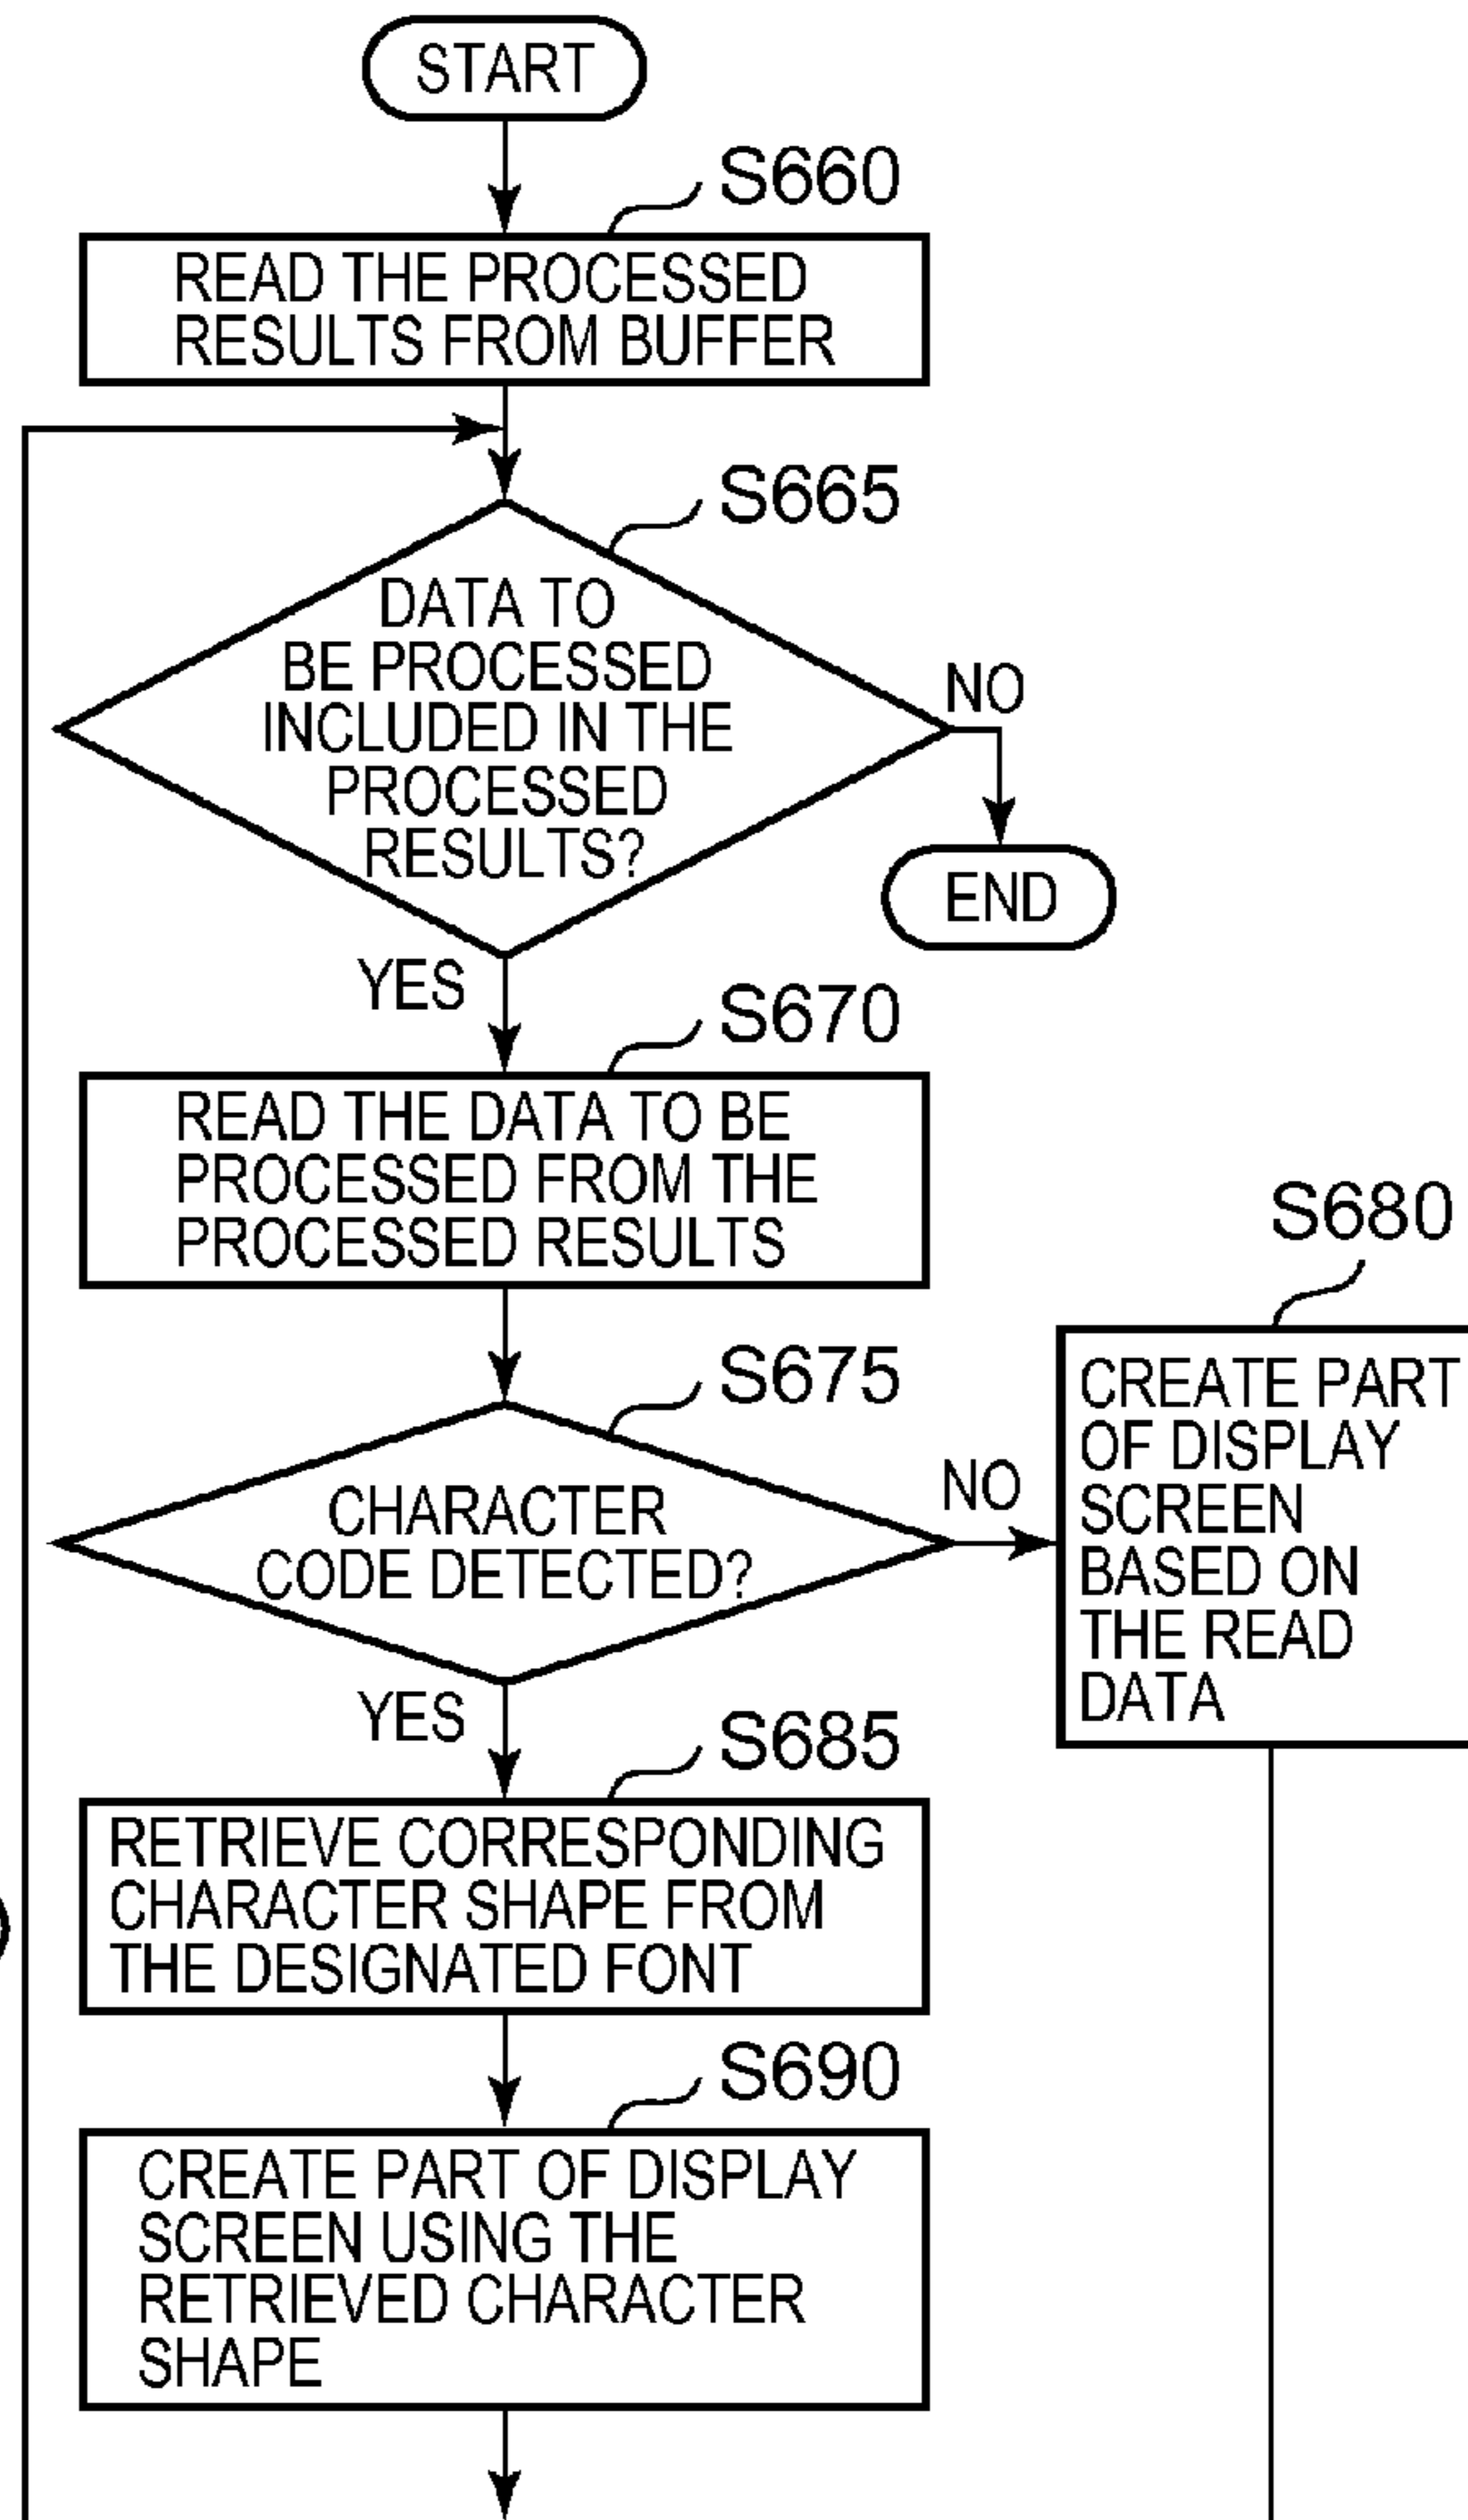 START
S660
READ THE PROCESSED
RESULTS FROM BUFFER
S665
DATA TO
BE PROCESSED
INCLUDED IN THE
PROCESSED
RESULTS?
NO
END
YES
S670
READ THE DATA TO BE
PROCESSED FROM THE
PROCESSED RESULTS
S675
CHARACTER
CODE DETECTED?
NO
S680
CREATE PART
OF DISPLAY
SCREEN
BASED ON
THE READ
DATA
YES
S685
RETRIEVE CORRESPONDING
CHARACTER SHAPE FROM
THE DESIGNATED FONT
S690
CREATE PART OF DISPLAY
SCREEN USING THE
RETRIEVED CHARACTER
SHAPE